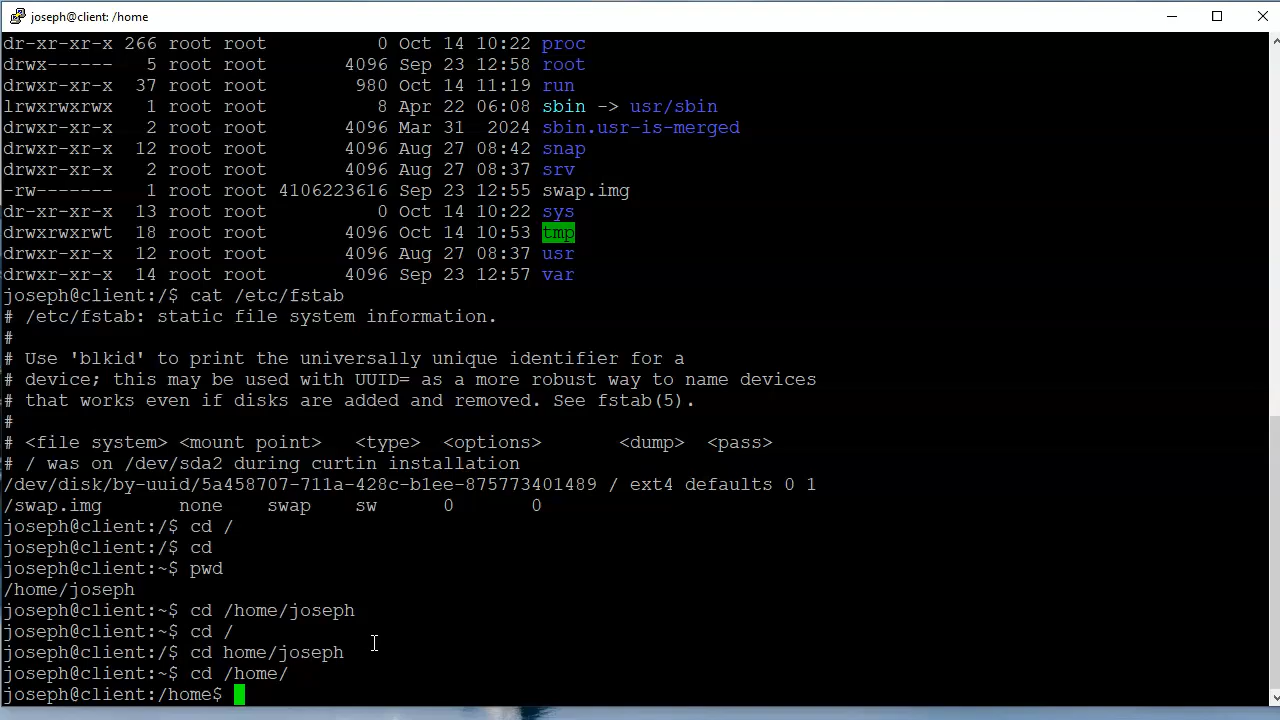 joseph@client: /home
dr-xr-xr-x 266 root root          0 Oct 14 10:22 proc
drwx------   5 root root       4096 Sep 23 12:58 root
drwxr-xr-x  37 root root        980 Oct 14 11:19 run
lrwxrwxrwx   1 root root          8 Apr 22 06:08 sbin -> usr/sbin
drwxr-xr-x   2 root root       4096 Mar 31  2024 sbin.usr-is-merged
drwxr-xr-x  12 root root       4096 Aug 27 08:42 snap
drwxr-xr-x   2 root root       4096 Aug 27 08:37 srv
-rw-------   1 root root 4106223616 Sep 23 12:55 swap.img
dr-xr-xr-x  13 root root          0 Oct 14 10:22 sys
drwxrwxrwt  18 root root       4096 Oct 14 10:53 tmp
drwxr-xr-x  12 root root       4096 Aug 27 08:37 usr
drwxr-xr-x  14 root root       4096 Sep 23 12:57 var
joseph@client:/$ cat /etc/fstab
# /etc/fstab: static file system information.
#
# Use 'blkid' to print the universally unique identifier for a
# device; this may be used with UUID= as a more robust way to name devices
# that works even if disks are added and removed. See fstab(5).
#
# <file system> <mount point>   <type>  <options>       <dump>  <pass>
# / was on /dev/sda2 during curtin installation
/dev/disk/by-uuid/5a458707-711a-428c-b1ee-875773401489 / ext4 defaults 0 1
/swap.img       none    swap    sw      0       0
joseph@client:/$ cd /
joseph@client:/$ cd
joseph@client:~$ pwd
/home/joseph
joseph@client:~$ cd /home/joseph
joseph@client:~$ cd /
joseph@client:/$ cd home/joseph
joseph@client:~$ cd /home/
joseph@client:/home$